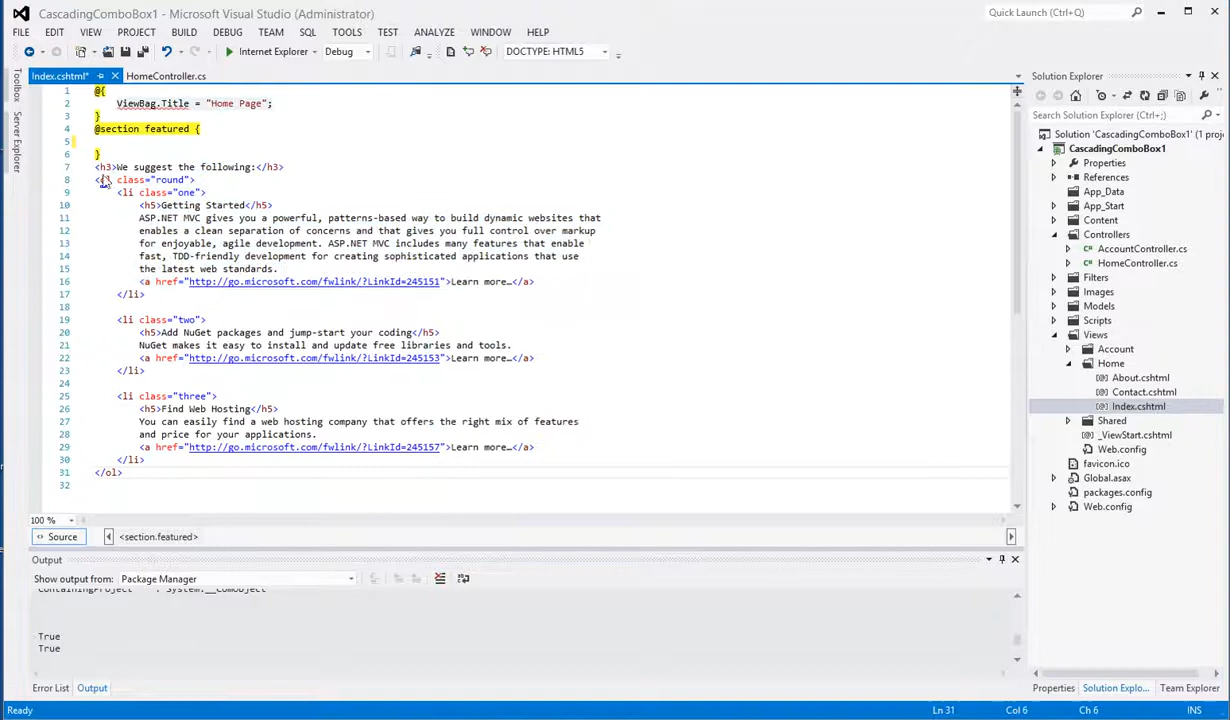 CascadingComboBox1 - Microsoft Visual Studio (Administrator)
Quick Launch (Ctrl+Q)
FILE EDIT VIEW PROJECT BUILD DEBUG TEAM SQL TOOLS TEST ANALYZE WINDOW HELP
Internet Explorer Debug DOCTYPE: HTML5
Index.cshtml* HomeController.cs
Toolbox
Server Explorer
1 @{
2 ViewBag.Title = "Home Page";
3 }
4 @section featured {
5
6 }
7 <h3>We suggest the following:</h3>
8 class="round">
9 <li class="one">
10 <h5>Getting Started</h5>
11 ASP.NET MVC gives you a powerful, patterns-based way to build dynamic websites that
12 enables a clean separation of concerns and that gives you full control over markup
13 for enjoyable, agile development. ASP.NET MVC includes many features that enable
14 fast, TDD-friendly development for creating sophisticated applications that use
15 the latest web standards.
16 <a href="http://go.microsoft.com/fwlink/?LinkId=245151">Learn more…</a>
17 </li>
18
19 <li class="two">
20 <h5>Add NuGet packages and jump-start your coding</h5>
21 NuGet makes it easy to install and update free libraries and tools.
22 <a href="http://go.microsoft.com/fwlink/?LinkId=245153">Learn more…</a>
23 </li>
24
25 <li class="three">
26 <h5>Find Web Hosting</h5>
27 You can easily find a web hosting company that offers the right mix of features
28 and price for your applications.
29 <a href="http://go.microsoft.com/fwlink/?LinkId=245157">Learn more…</a>
30 </li>
31 </ol>
32
100 %
Source <section.featured>
Output
Show output from: Package Manager
ContainingProject : System.__ComObject
True
True
Error List Output
Solution Explorer
Search Solution Explorer (Ctrl+;)
Solution 'CascadingComboBox1' (1 proj
CascadingComboBox1
Properties
References
App_Data
App_Start
Content
Controllers
AccountController.cs
HomeController.cs
Filters
Images
Models
Scripts
Views
Account
Home
About.cshtml
Contact.cshtml
Index.cshtml
Shared
_ViewStart.cshtml
Web.config
favicon.ico
Global.asax
packages.config
Web.config
Properties Solution Explo... Team Explorer
Ready Ln 31 Col 6 Ch 6 INS